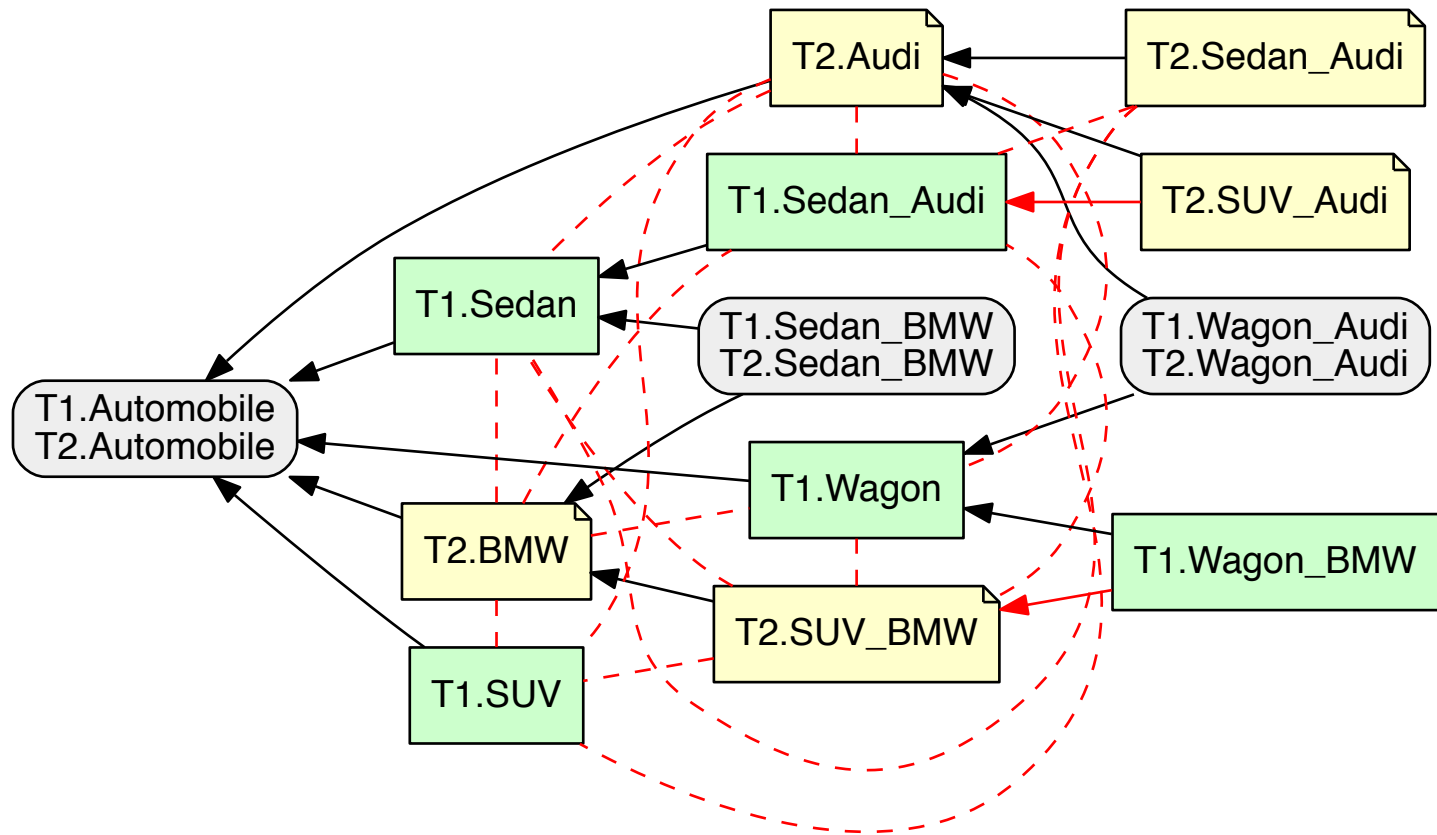 T2.Audi
T2.Sedan_Audi
T1.Sedan_Audi
T2.SUV_Audi
T1.Sedan
T1.Sedan_BMW
T2.Sedan_BMW
T1.Wagon_Audi
T2.Wagon_Audi
T1.Automobile
T2.Automobile
T1.Wagon
T2.BMW
T1.Wagon_BMW
T2.SUV_BMW
T1.SUV